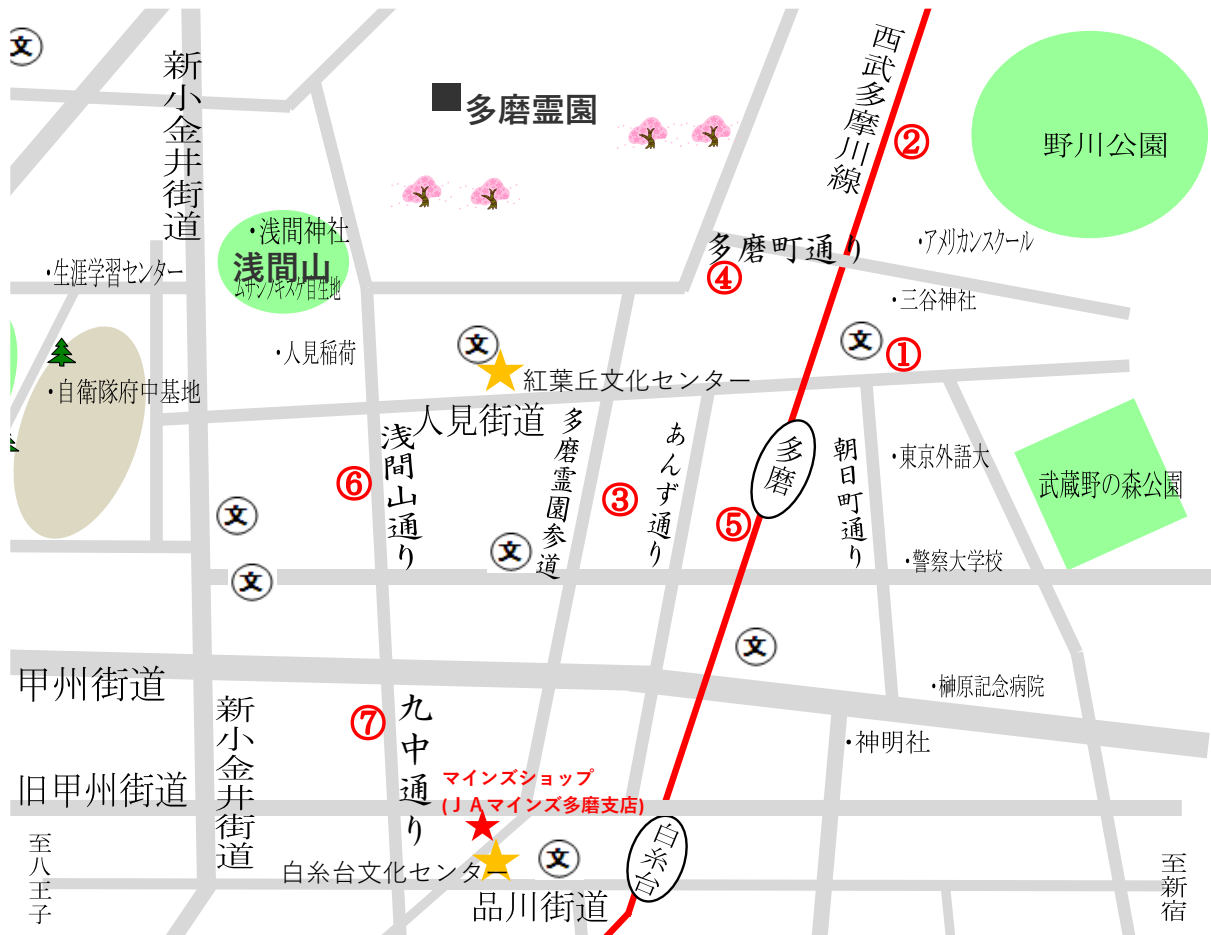 文
新小金井街道
多磨霊園
西武多摩川線
②
野川公園
・浅間神社
浅間山
ムサシノキスゲ自生地
・生涯学習センター
多磨町通り
④
・アメリカンスクール
・三谷神社
文
①
・人見稲荷
文
紅葉丘文化センター
・自衛隊府中基地
人見街道
浅間山通り
⑥
多磨霊園参道
③
あんず通り
多磨
⑤
朝日町通り
・東京外語大
武蔵野の森公園
文
文
文
・警察大学校
文
甲州街道
・榊原記念病院
新小金井街道
⑦
九中通り
・神明社
旧甲州街道
マインズショップ
(ＪＡマインズ多磨支店)
白糸台
至八王子
白糸台文化センター
文
品川街道
至新宿